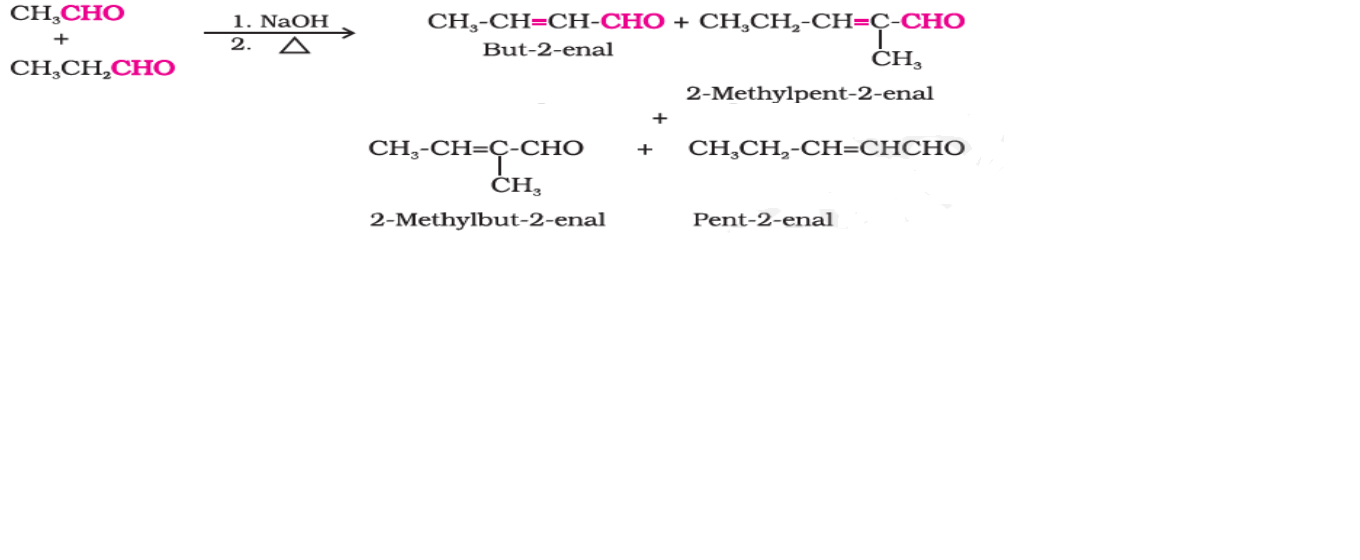 CH₃CHO
+
CH₃CH₂CHO
1. NaOH
2. △
CH₃-CH=CH-CHO + CH₃CH₂-CH=C-CHO
CH₃
But-2-enal
2-Methylpent-2-enal
+
CH₃-CH=C-CHO + CH₃CH₂-CH=CHCHO
CH₃
2-Methylbut-2-enal Pent-2-enal